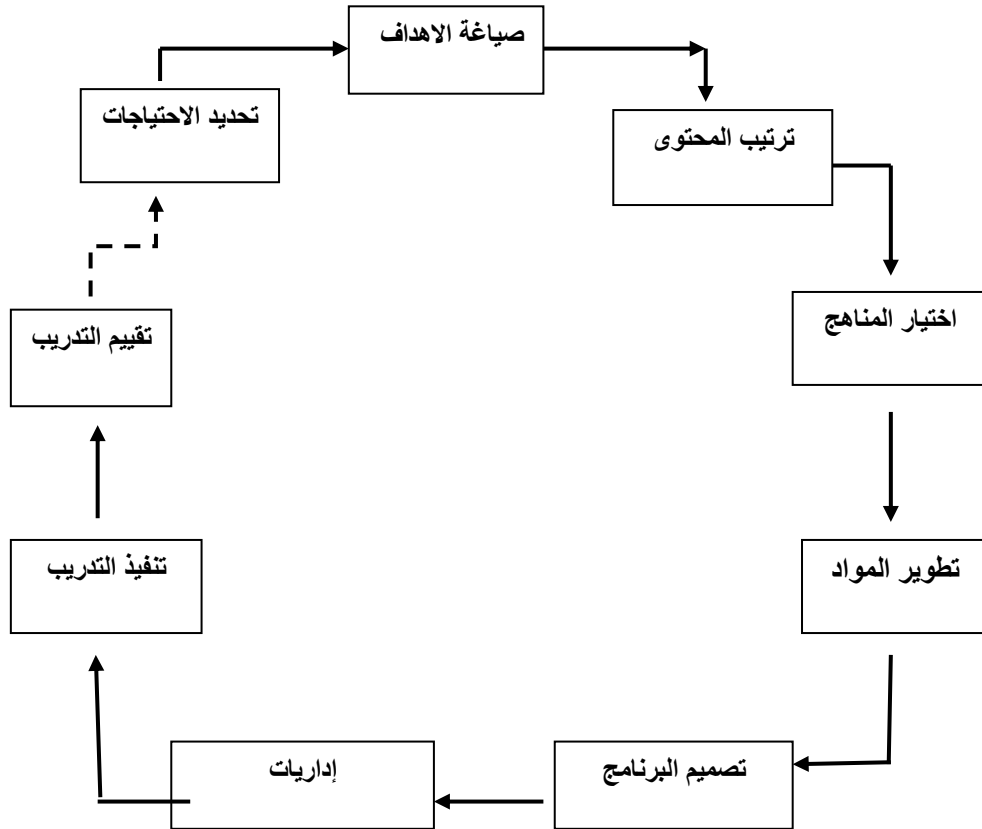 صياغة الاهداف
تحديد الاحتياجات
ترتيب المحتوى
اختيار المناهج
تقييم التدريب
تطوير المواد
تنفيذ التدريب
تصميم البرنامج
إداريات